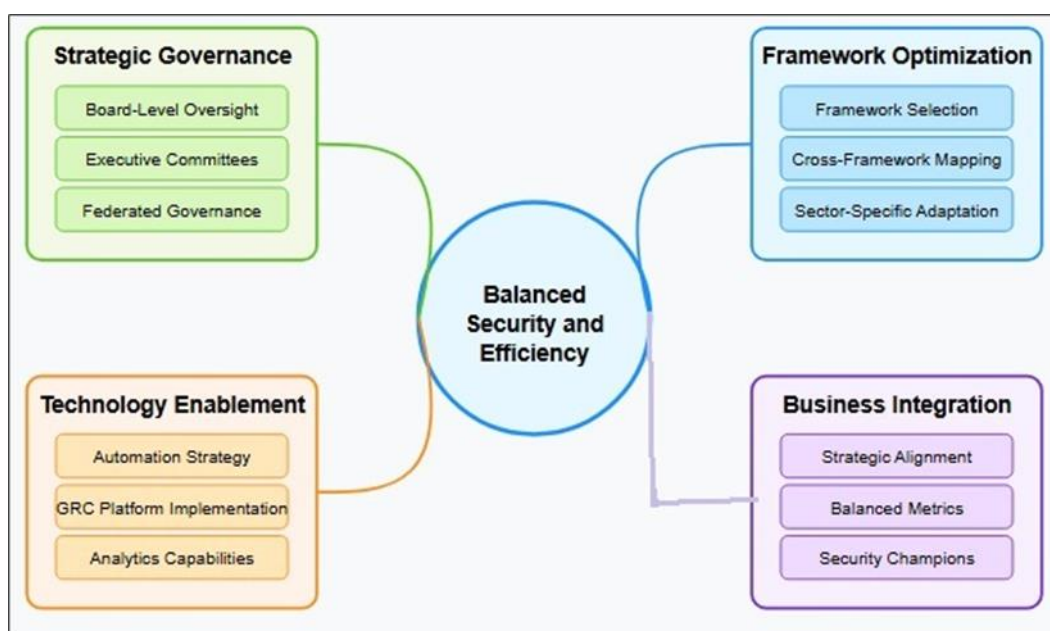 Strategic Governance
Board-Level Oversight
Executive Committees
Federated Governance
Framework Optimization
Framework Selection
Cross-Framework Mapping
Sector-Specific Adaptation
Balanced
Security and
Efficiency
Technology Enablement
Automation Strategy
GRC Platform Implementation
Analytics Capabilities
Business Integration
Strategic Alignment
Balanced Metrics
Security Champions